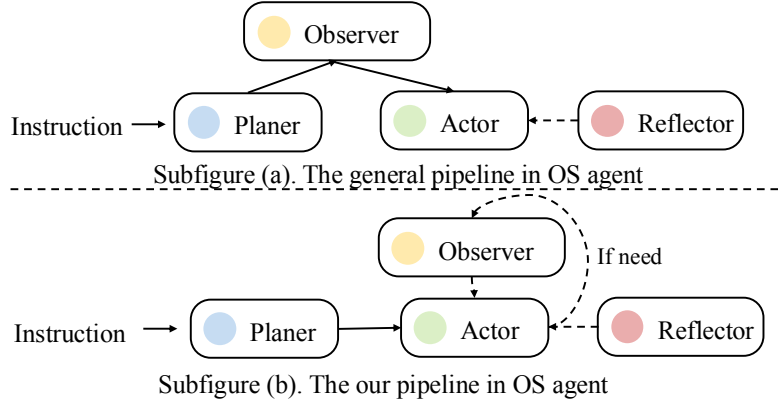 Observer
Instruction
Planer
Actor
Reflector
Subfigure (a). The general pipeline in OS agent
Observer
If need
Instruction
Planer
Actor
Reflector
Subfigure (b). The our pipeline in OS agent